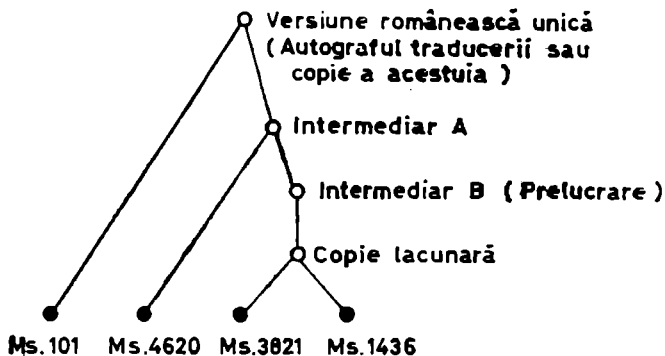 Versiune românească unică
(Autograful traducerii sau
copie a acestuia)
Intermediar A
Intermediar B (Prelucrare)
Copie lacunară
Ms.101 Ms.4620 Ms.3821 Ms.1436